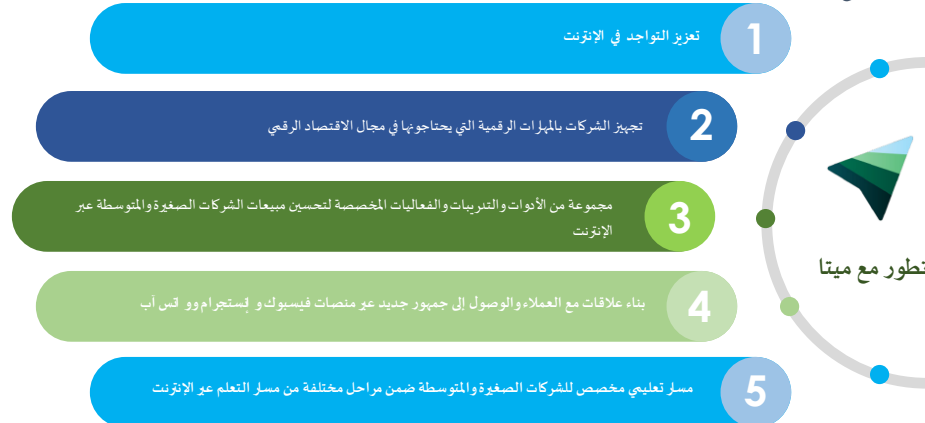 1
تعزيز التواجد في الإنترنت
2
تجهيز الشركات بالمهارات الرقمية التي يحتاجونها في مجال الاقتصاد الرقمي
3
مجموعة من الأدوات والتدريبات والفعاليات المخصصة لتحسين مبيعات الشركات الصغيرة والمتوسطة عبر
الإنترنت
تطور مع ميتا
4
بناء علاقات مع العملاء والوصول إلى جمهور جديد عبر منصات فيسبوك و إنستجرام وو اتس أب
5
مسار تعليمي مخصص للشركات الصغيرة والمتوسطة ضمن مراحل مختلفة من مسار التعلم عبر الإنترنت